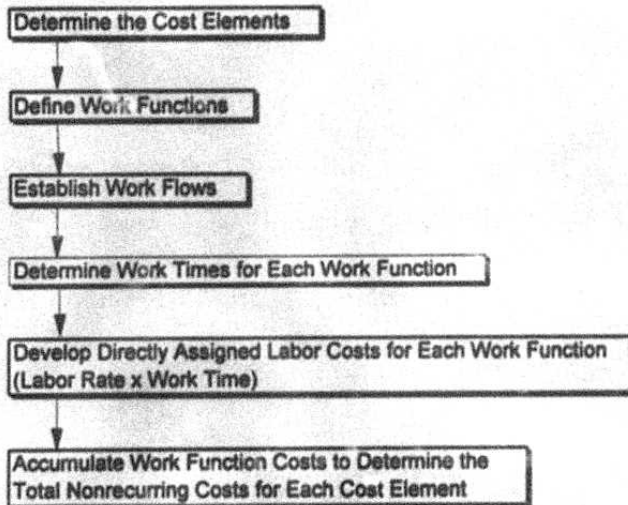 Determine the Cost Elements
Define Work Functions
Establish Work Flows
Determine Work Times for Each Work Function
Develop Directly Assigned Labor Costs for Each Work Function
(Labor Rate x Work Time)
Accumulate Work Function Costs to Determine the
Total Nonrecurring Costs for Each Cost Element